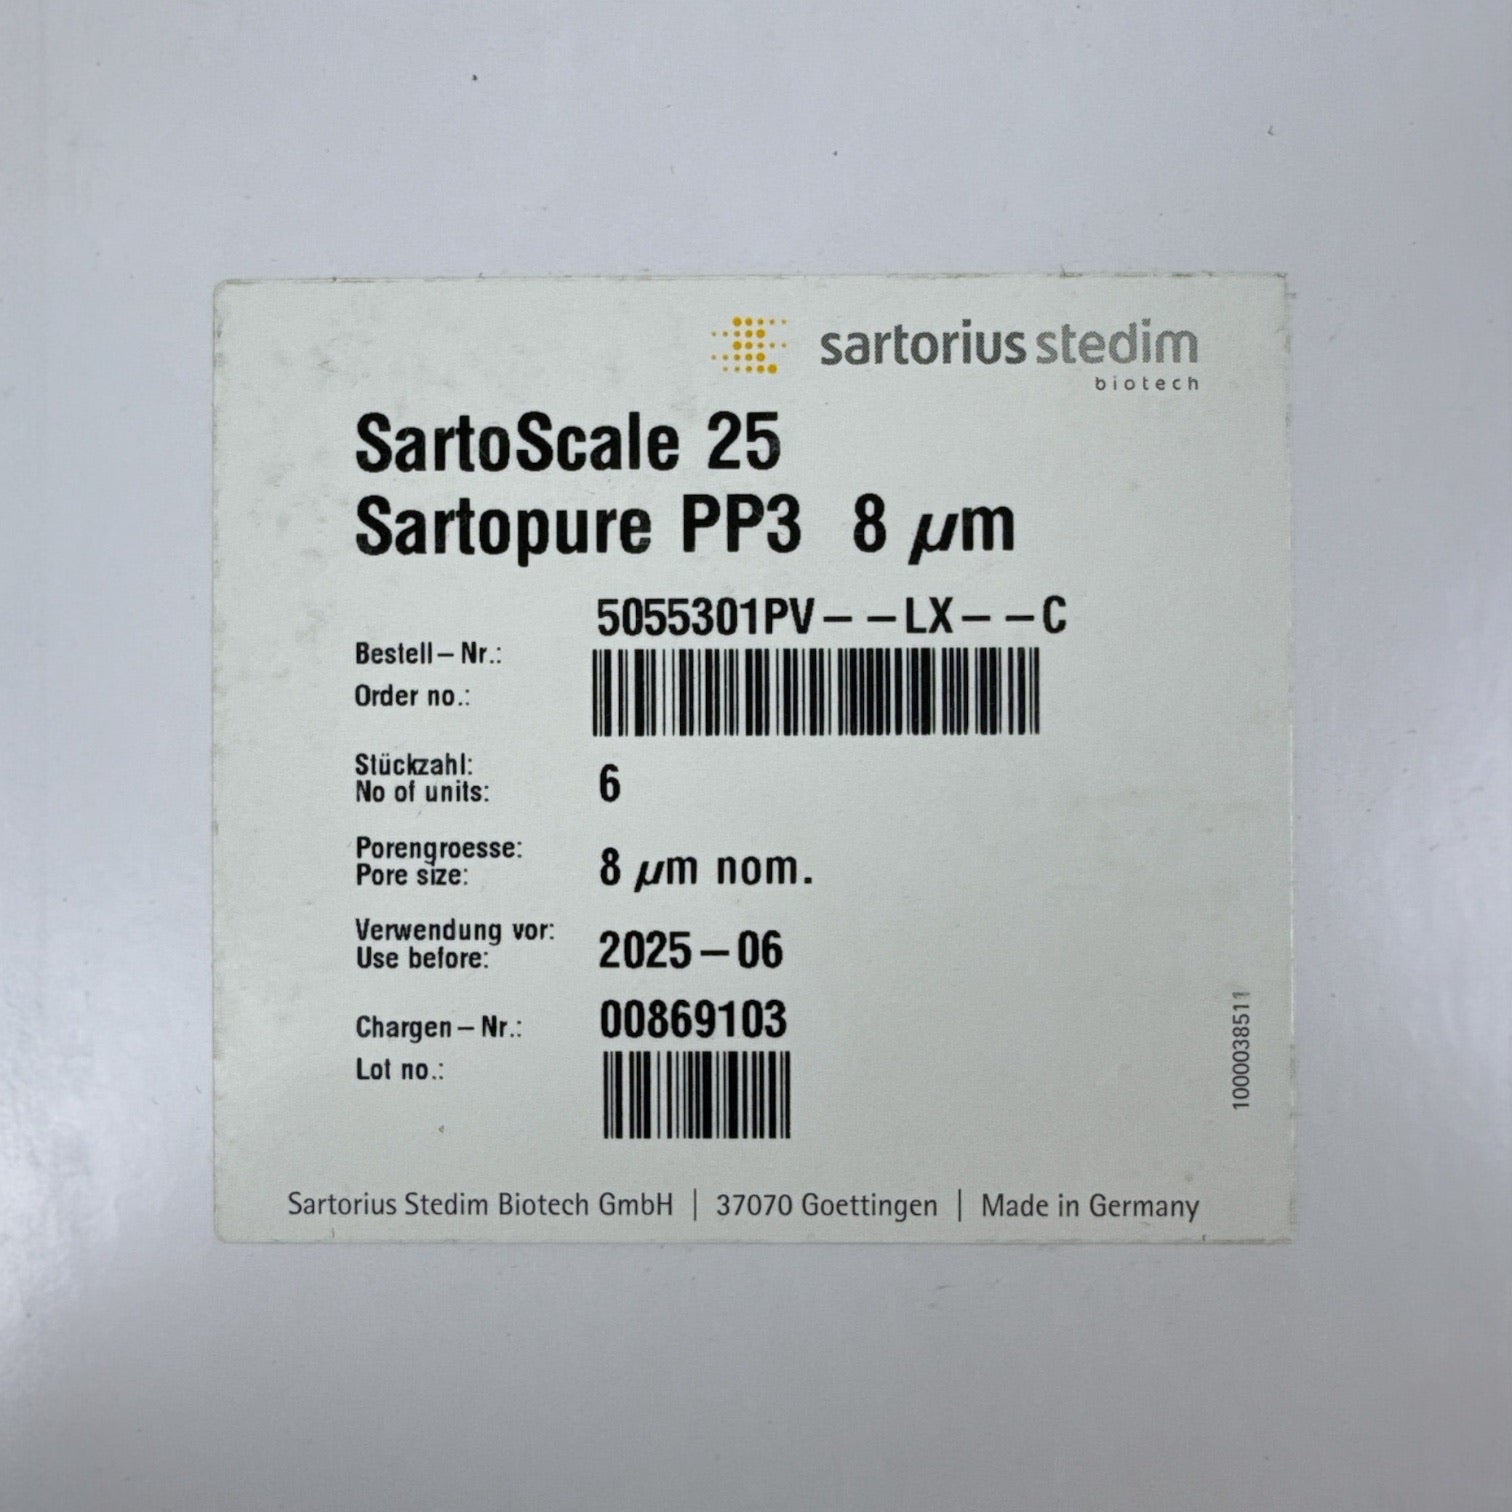 sartorius stedim
biotech
SartoScale 25
Sartopure PP3 8 µm
5055301PV--LX--C
Bestell-Nr.:
Order no.:
Stückzahl:
No of units: 6
Porengroesse:
Pore size: 8 µm nom.
Verwendung vor:
Use before: 2025-06
Chargen-Nr.: 00869103
Lot no.:
1000038511
Sartorius Stedim Biotech GmbH | 37070 Goettingen | Made in Germany